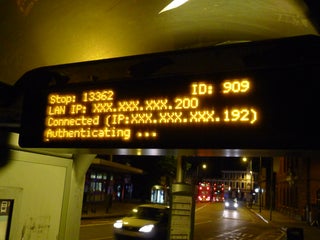 Stop: 13362 ID: 909
LAN IP: XXX.XXX.XXX.200
Connected (IP:XXX.XXX.XXX.192)
Authenticating ...